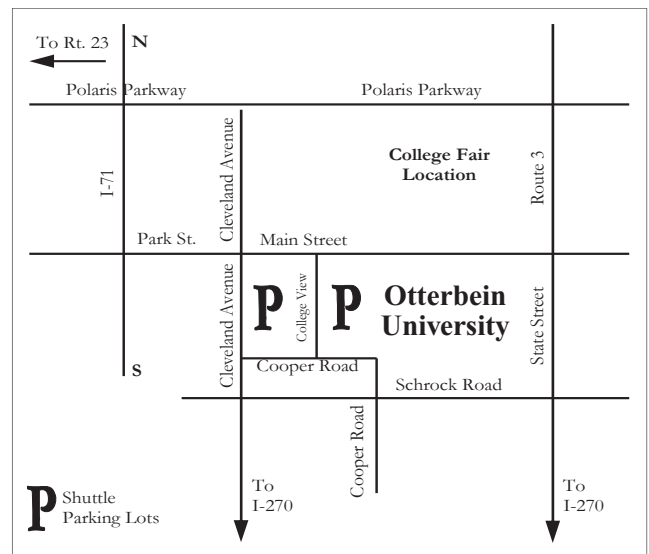 To Rt. 23
N
Polaris Parkway
Polaris Parkway
Cleveland Avenue
College Fair
Location
Route 3
I-71
Park St.
Main Street
Cleveland Avenue
P
College View
P
Otterbein
University
State Street
S
Cooper Road
Schrock Road
Cooper Road
To
I-270
To
I-270
P
Shuttle
Parking Lots